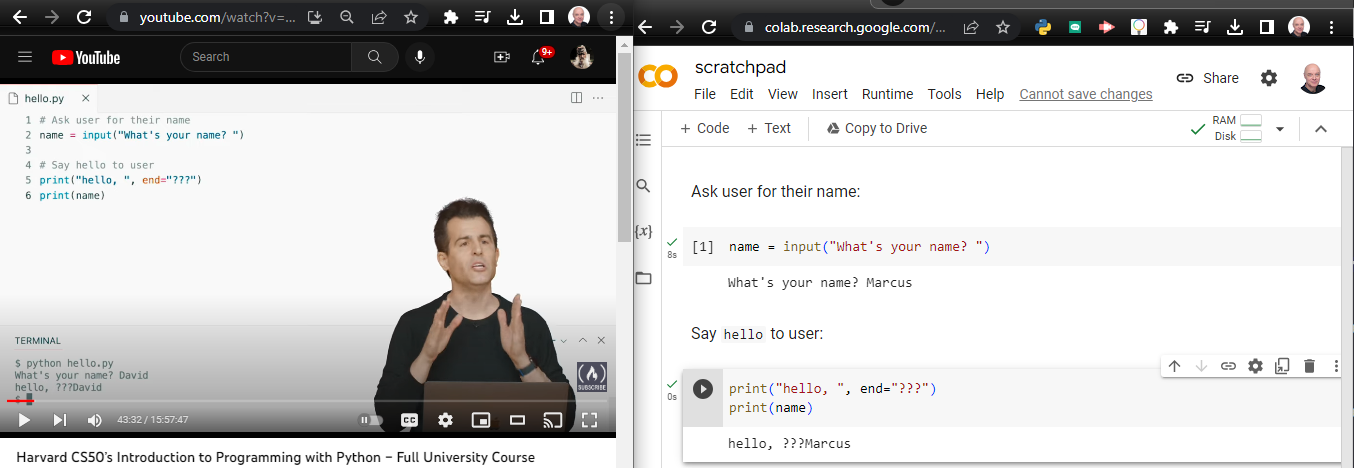 youtube.com/watch?v=...
YouTube
Search
9+
hello.py
1 # Ask user for their name
2 name = input("What's your name? ")
3
4 # Say hello to user
5 print("hello, ", end="???")
6 print(name)
TERMINAL
$ python hello.py
What's your name? David
hello, ???David
$
SUBSCRIBE
43:32 / 15:57:47
CC
Harvard CS50's Introduction to Programming with Python – Full University Course
colab.research.google.com/...
CO
scratchpad
Share
File Edit View Insert Runtime Tools Help Cannot save changes
+ Code + Text Copy to Drive
RAM
Disk
Ask user for their name:
{x}
8s
[1] name = input("What's your name? ")
What's your name? Marcus
Say hello to user:
0s
print("hello, ", end="???")
print(name)
hello, ???Marcus